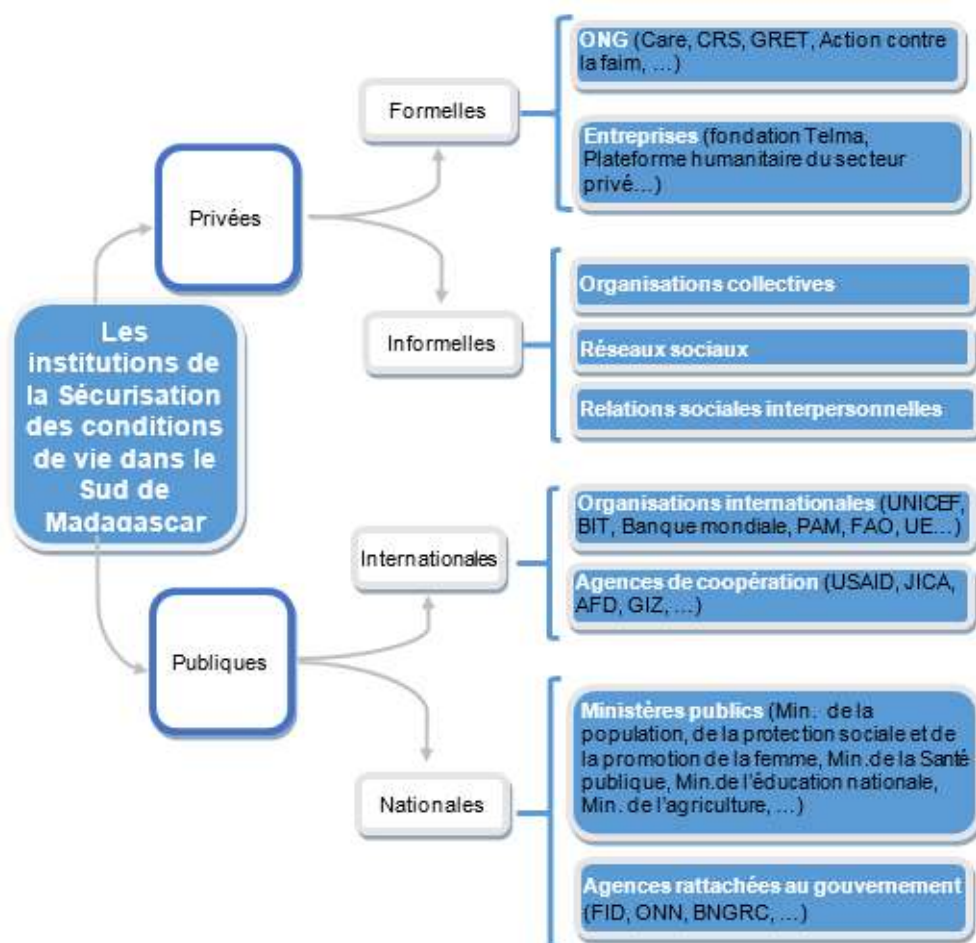 Les
institutions de
la Sécurisation
des conditions
de vie dans le
Sud de
Madagascar
Privées
Formelles
ONG (Care, CRS, GRET, Action contre
la faim, …)
Entreprises (fondation Telma,
Plateforme humanitaire du secteur
privé…)
Informelles
Organisations collectives
Réseaux sociaux
Relations sociales interpersonnelles
Publiques
Internationales
Organisations internationales (UNICEF,
BIT, Banque mondiale, PAM, FAO, UE…)
Agences de coopération (USAID, JICA,
AFD, GIZ, …)
Nationales
Ministères publics (Min. de la
population, de la protection sociale et de
la promotion de la femme, Min.de la Santé
publique, Min.de l'éducation nationale,
Min. de l'agriculture, …)
Agences rattachées au gouvernement
(FID, ONN, BNGRC, …)